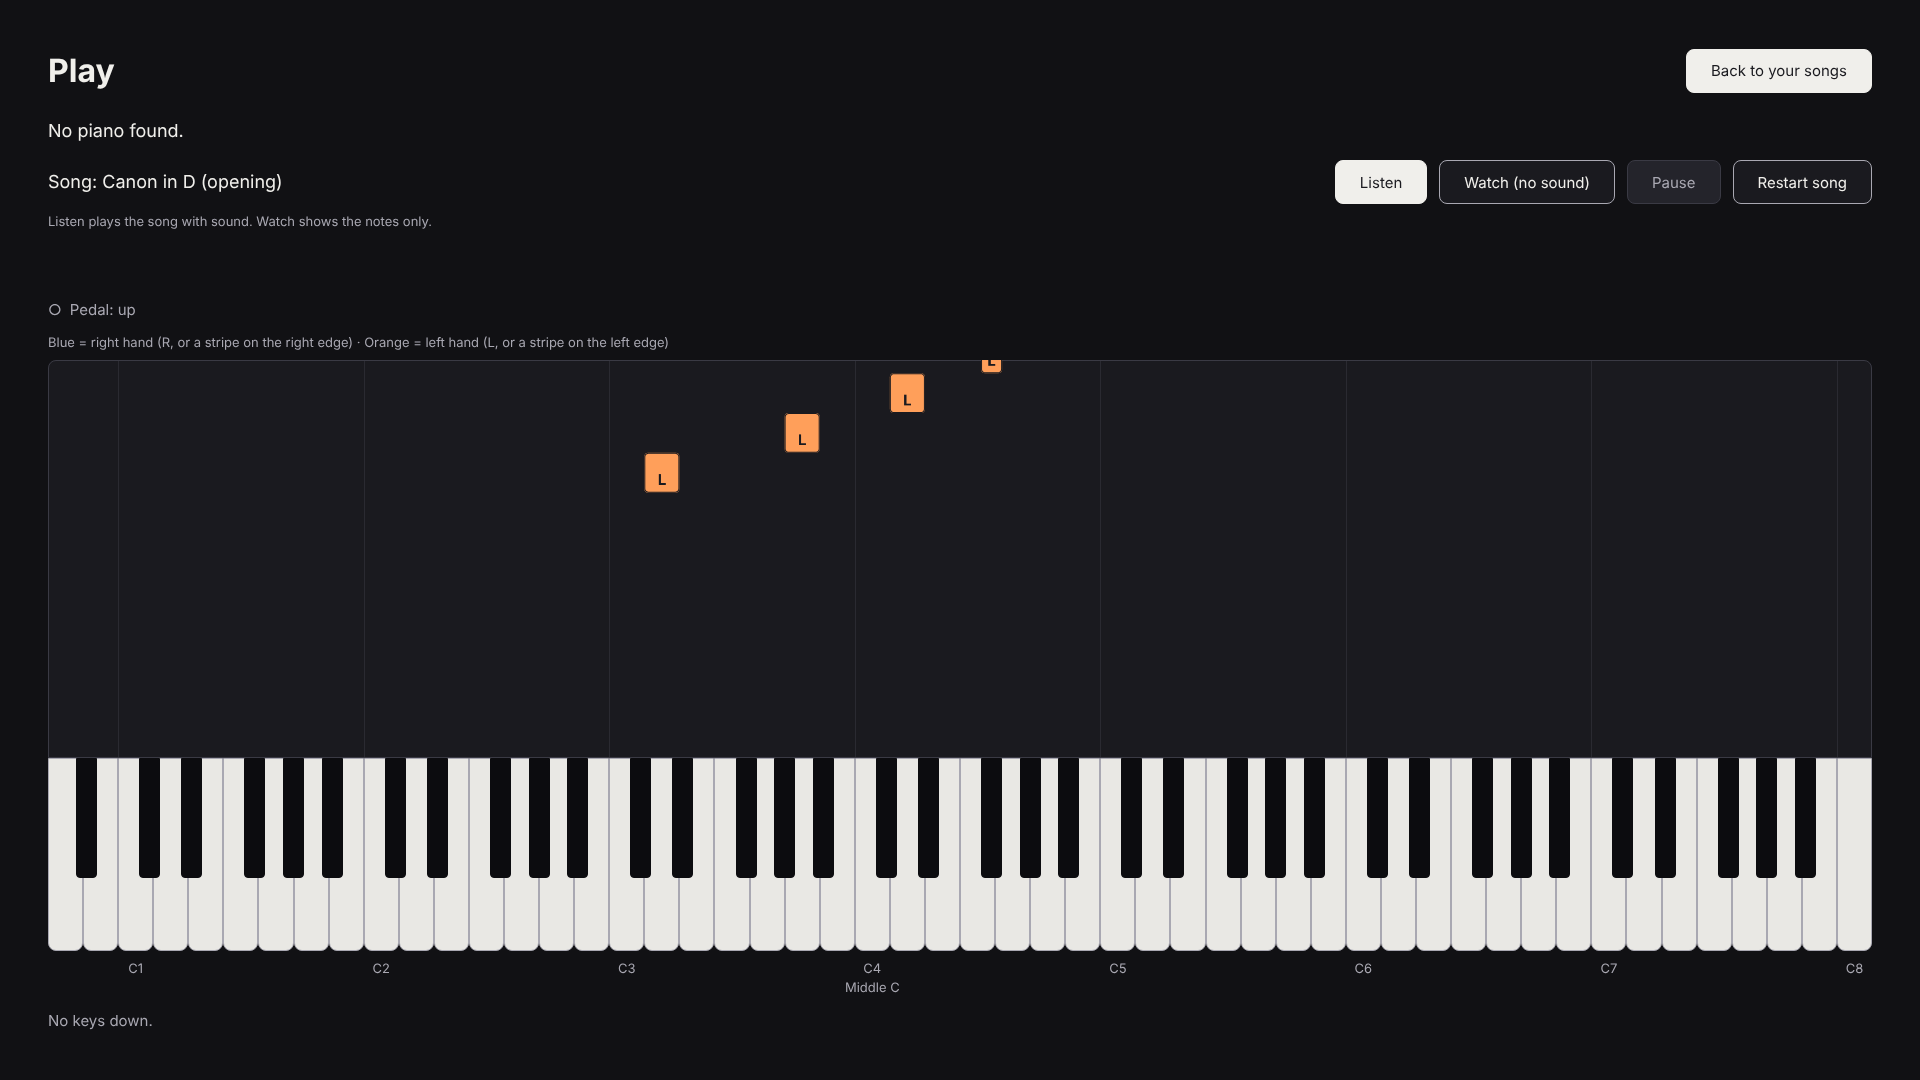 Play
Back to your songs
No piano found.
Song: Canon in D (opening)
Listen
Watch (no sound)
Pause
Restart song
Listen plays the song with sound. Watch shows the notes only.
Pedal: up
Blue = right hand (R, or a stripe on the right edge) · Orange = left hand (L, or a stripe on the left edge)
L
L
L
L
C1 C2 C3 C4 C5 C6 C7 C8
Middle C
No keys down.